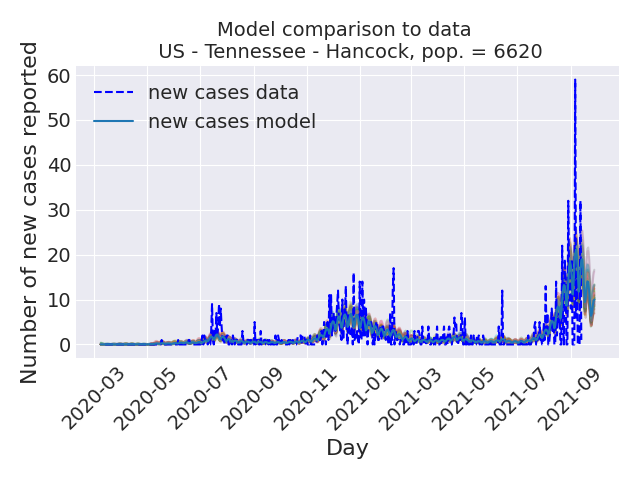 Model comparison to data
US - Tennessee - Hancock, pop. = 6620
Number of new cases reported
60
50
40
30
20
10
0
new cases data
new cases model
2020-03
2020-05
2020-07
2020-09
2020-11
2021-01
2021-03
2021-05
2021-07
2021-09
Day